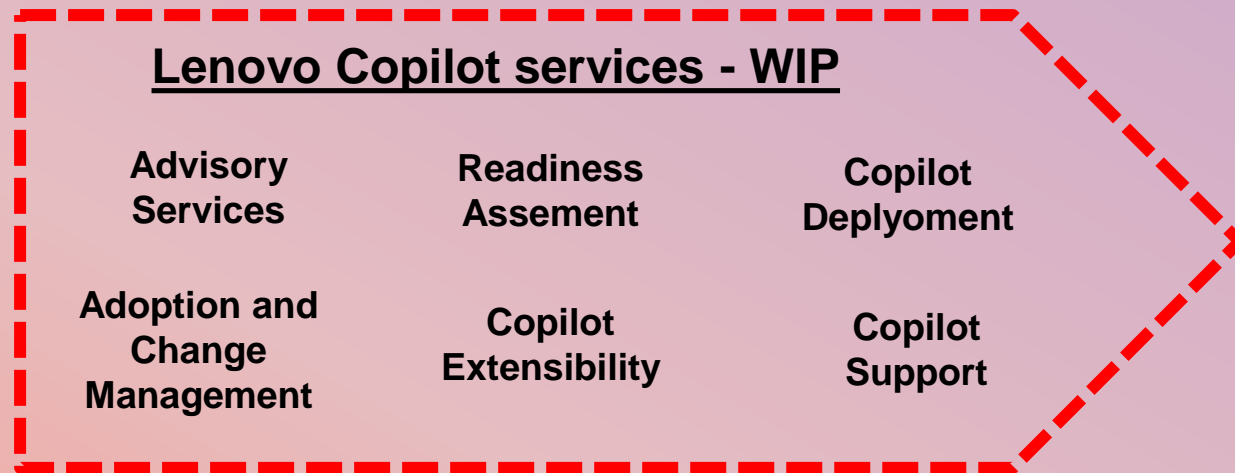 Lenovo Copilot services - WIP
Advisory
Services
Readiness
Assement
Copilot
Deplyoment
Adoption and
Change
Management
Copilot
Extensibility
Copilot
Support